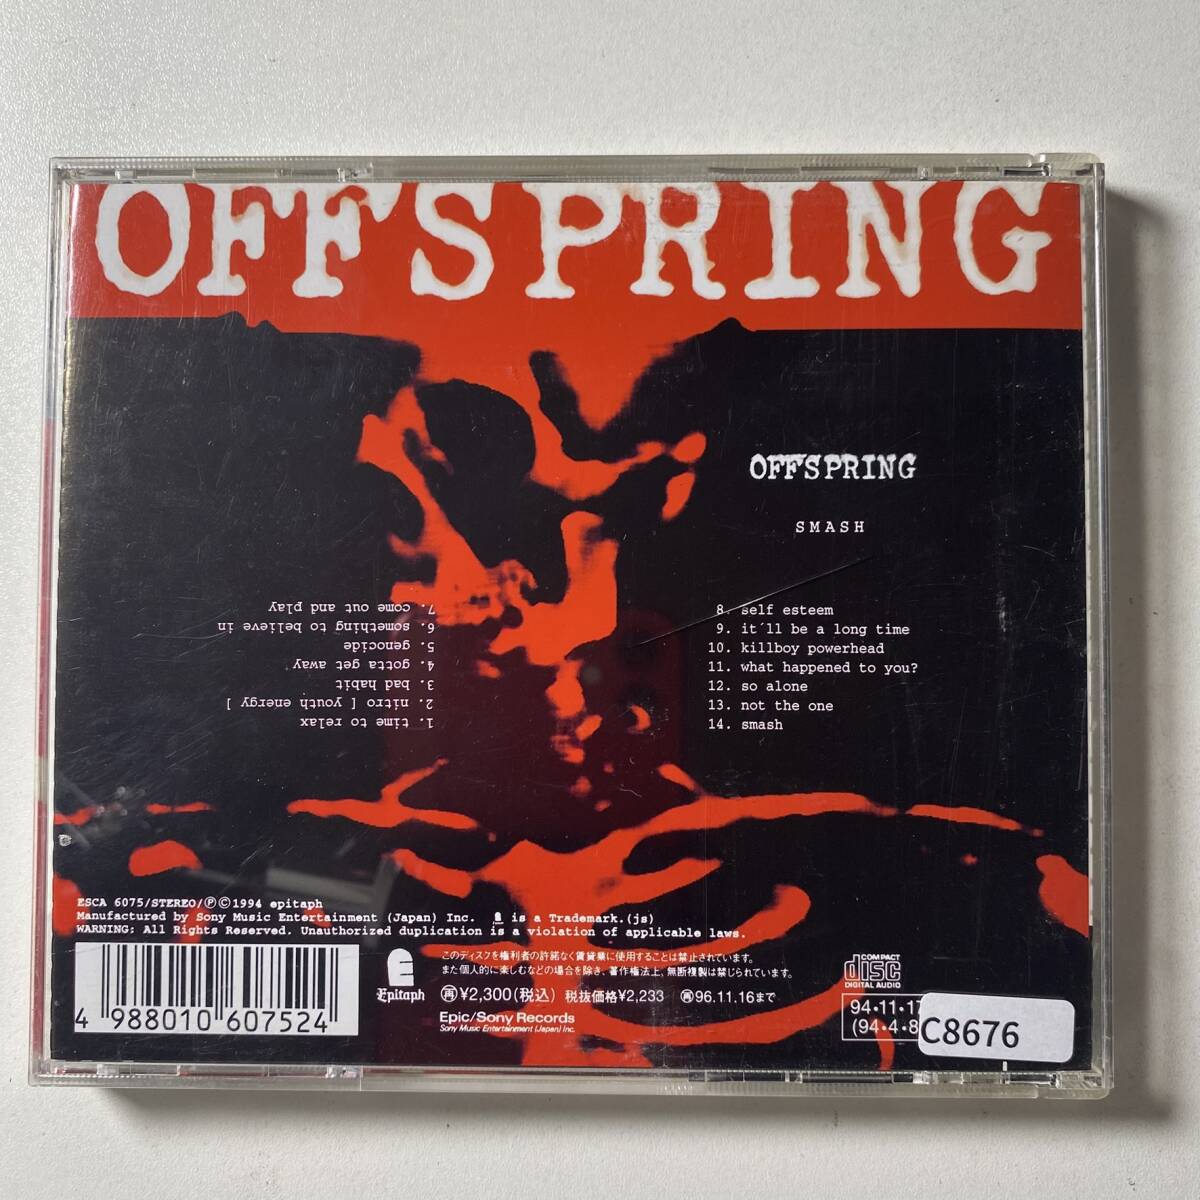 OFFSPRING
OFFSPRING
SMASH
1. time to relax
2. nitro [ youth energy ]
3. bad habit
4. gotta get away
5. genocide
6. something to believe in
7. come out and play
8. self esteem
9. it´ll be a long time
10. killboy powerhead
11. what happened to you?
12. so alone
13. not the one
14. smash
ESCA 6075/STEREO/ⓅⒸ1994 epitaph
Manufactured by Sony Music Entertainment (Japan) Inc. is a Trademark.(js)
WARNING: All Rights Reserved. Unauthorized duplication is a violation of applicable laws.
4 988010 607524
Epitaph
このディスクを権利者の許諾なく賃貸業に使用することは禁止されています。
また個人的に楽しむなどの場合を除き、著作権法上、無断複製は禁じられています。
再¥2,300(税込) 税抜価格¥2,233 再96.11.16まで
Epic/Sony Records
Sony Music Entertainment (Japan) Inc.
COMPACT
disc
DIGITAL AUDIO
94・11・17
(94・4・8
C8676